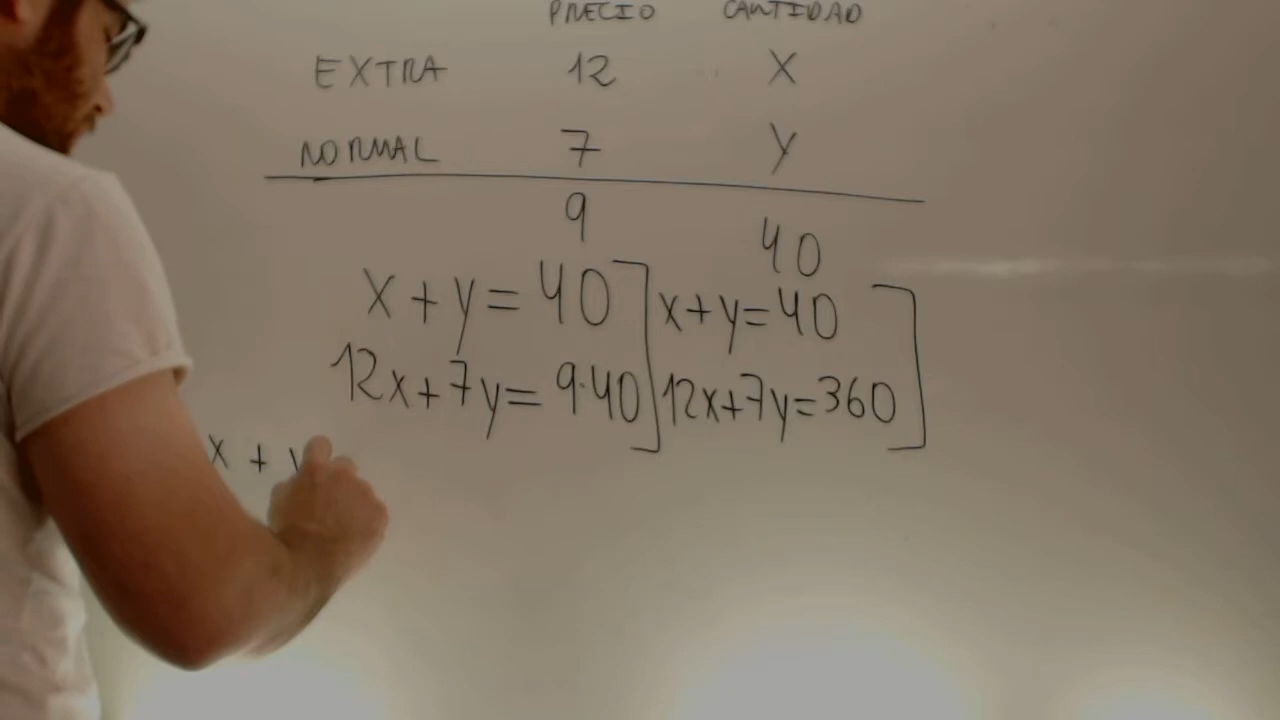 PRECIO CANTIDAD
EXTRA 12 X
NORMAL 7 Y
9 40
x+y=40] x+y=40]
12x+7y=9·40] 12x+7y=360]
x + y